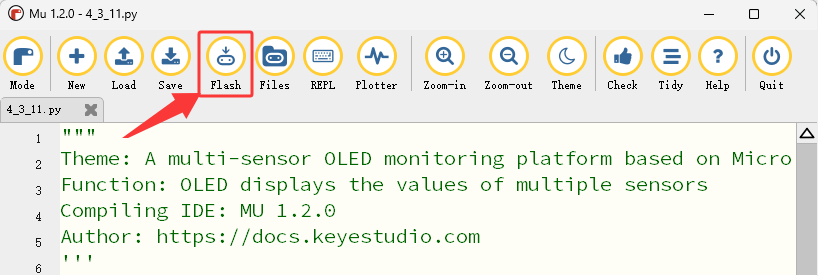 Mu 1.2.0 - 4_3_11.py
Mode New Load Save Flash Files REPL Plotter Zoom-in Zoom-out Theme Check Tidy Help Quit
4_3_11.py
1 """
2 Theme: A multi-sensor OLED monitoring platform based on Micro
3 Function: OLED displays the values of multiple sensors
4 Compiling IDE: MU 1.2.0
5 Author: https://docs.keyestudio.com
6 '''